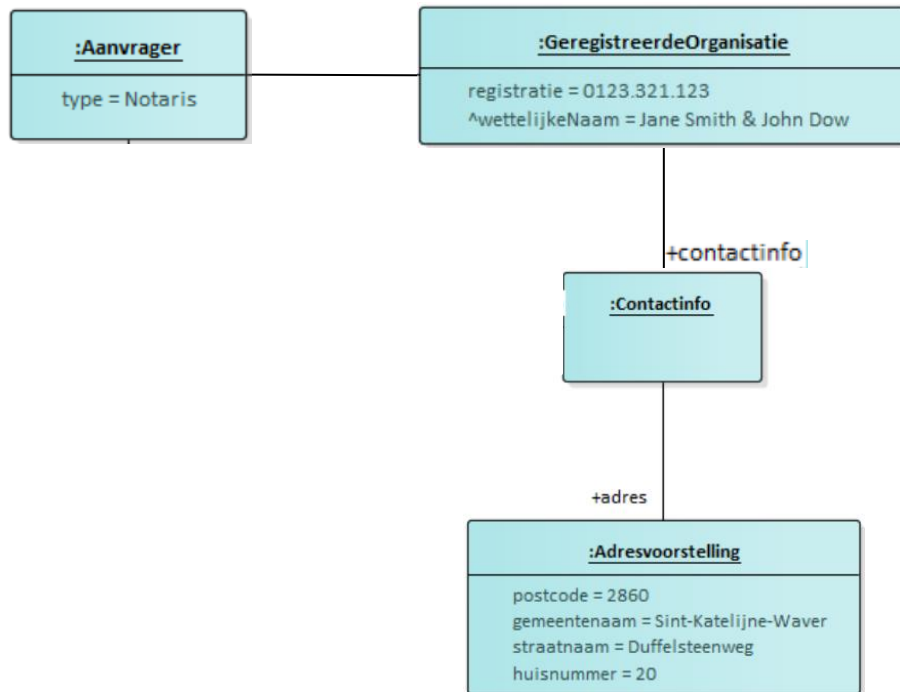 :Aanvrager
type = Notaris
:GeregistreerdeOrganisatie
registratie = 0123.321.123
^wettelijkeNaam = Jane Smith & John Dow
+contactinfo
:Contactinfo
+adres
:Adresvoorstelling
postcode = 2860
gemeentenaam = Sint-Katelijne-Waver
straatnaam = Duffelsteenweg
huisnummer = 20